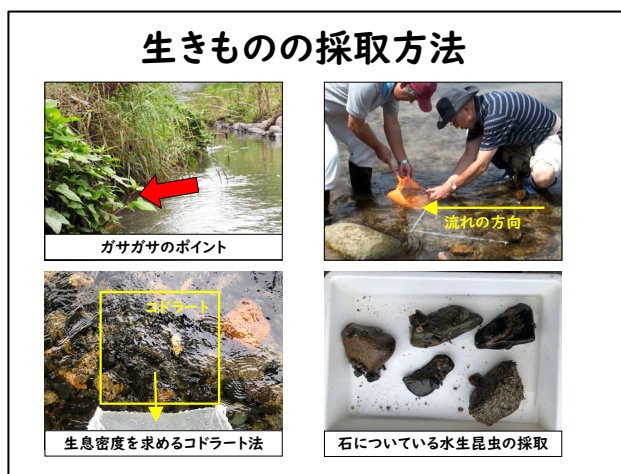 生きものの採取方法
ガサガサのポイント
流れの方向
コドラート
生息密度を求めるコドラート法
石についている水生昆虫の採取